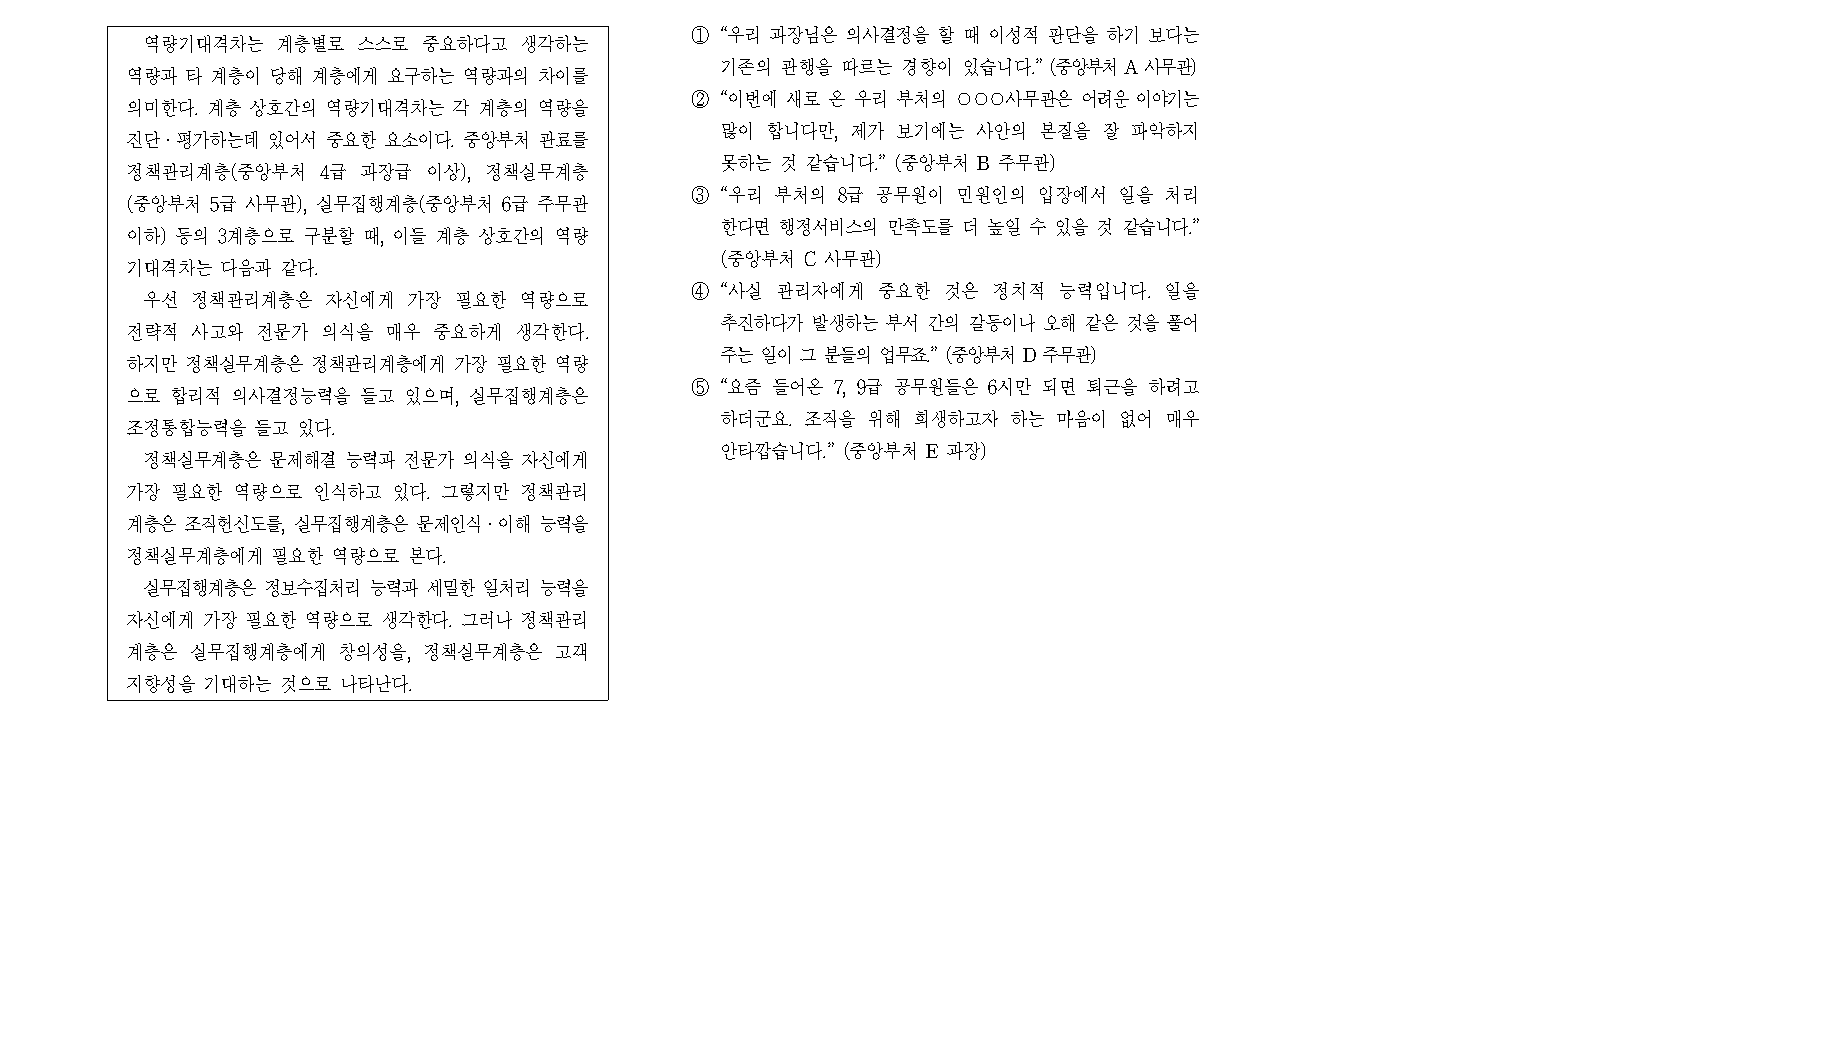 역량기대격차는 계층별로 스스로 중요하다고 생각하는
역량과 타 계층이 당해 계층에게 요구하는 역량과의 차이를
의미한다. 계층 상호간의 역량기대격차는 각 계층의 역량을
진단·평가하는데 있어서 중요한 요소이다. 중앙부처 관료를
정책관리계층(중앙부처 4급 과장급 이상), 정책실무계층
(중앙부처 5급 사무관), 실무집행계층(중앙부처 6급 주무관
이하) 등의 3계층으로 구분할 때, 이들 계층 상호간의 역량
기대격차는 다음과 같다.
우선 정책관리계층은 자신에게 가장 필요한 역량으로
전략적 사고와 전문가 의식을 매우 중요하게 생각한다.
하지만 정책실무계층은 정책관리계층에게 가장 필요한 역량
으로 합리적 의사결정능력을 들고 있으며, 실무집행계층은
조정통합능력을 들고 있다.
정책실무계층은 문제해결 능력과 전문가 의식을 자신에게
가장 필요한 역량으로 인식하고 있다. 그렇지만 정책관리
계층은 조직헌신도를, 실무집행계층은 문제인식·이해 능력을
정책실무계층에게 필요한 역량으로 본다.
실무집행계층은 정보수집처리 능력과 세밀한 일처리 능력을
자신에게 가장 필요한 역량으로 생각한다. 그러나 정책관리
계층은 실무집행계층에게 창의성을, 정책실무계층은 고객
지향성을 기대하는 것으로 나타난다.
① “우리 과장님은 의사결정을 할 때 이성적 판단을 하기 보다는
기존의 관행을 따르는 경향이 있습니다.” (중앙부처 A 사무관)
② “이번에 새로 온 우리 부처의 ○○○사무관은 어려운 이야기는
많이 합니다만, 제가 보기에는 사안의 본질을 잘 파악하지
못하는 것 같습니다.” (중앙부처 B 주무관)
③ “우리 부처의 8급 공무원이 민원인의 입장에서 일을 처리
한다면 행정서비스의 만족도를 더 높일 수 있을 것 같습니다.”
(중앙부처 C 사무관)
④ “사실 관리자에게 중요한 것은 정치적 능력입니다. 일을
추진하다가 발생하는 부서 간의 갈등이나 오해 같은 것을 풀어
주는 일이 그 분들의 업무죠.” (중앙부처 D 주무관)
⑤ “요즘 들어온 7, 9급 공무원들은 6시만 되면 퇴근을 하려고
하더군요. 조직을 위해 희생하고자 하는 마음이 없어 매우
안타깝습니다.” (중앙부처 E 과장)